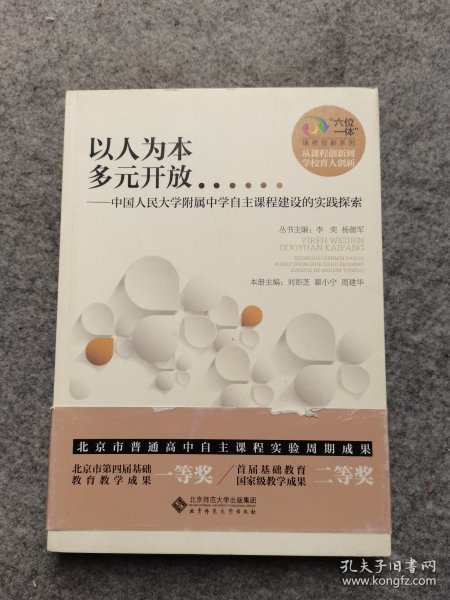 “六位
一体”
课程创新系列
从课程创新到
学校育人创新
以人为本
多元开放......
——中国人民大学附属中学自主课程建设的实践探索
丛书主编：李 奕 杨德军
YIREN WEIBEN
DUOYUAN KAIFANG
本册主编：刘彭芝 翟小宁 周建华
北京市普通高中自主课程实验周期成果
北京市第四届基础
教育教学成果 一等奖
首届基础教育
国家级教学成果 二等奖
北京师范大学出版集团
北京师范大学出版社
孔夫子旧书网
www.kongfz.com